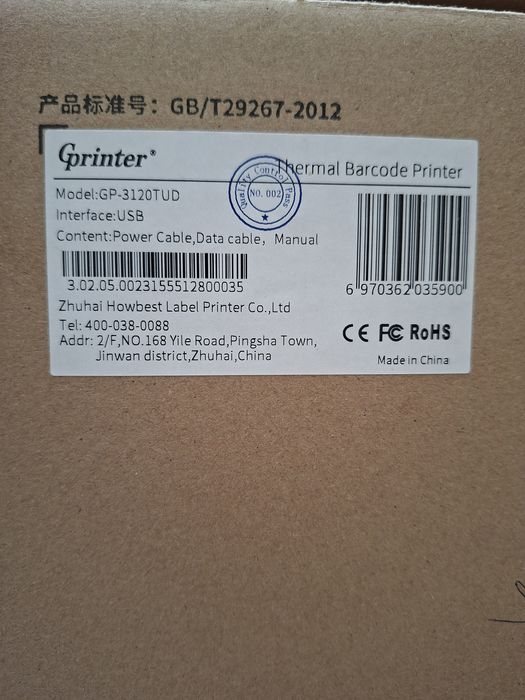 产品标准号：GB/T29267-2012
Gprinter®
Thermal Barcode Printer
Quality Control Pass
NO. 002
Model:GP-3120TUD
Interface:USB
Content:Power Cable,Data cable，Manual
3.02.05.0023155512800035
6 970362 035900
Zhuhai Howbest Label Printer Co.,Ltd
Tel: 400-038-0088
Addr: 2/F,NO.168 Yile Road,Pingsha Town,
Jinwan district,Zhuhai,China
CE FC RoHS
Made in China